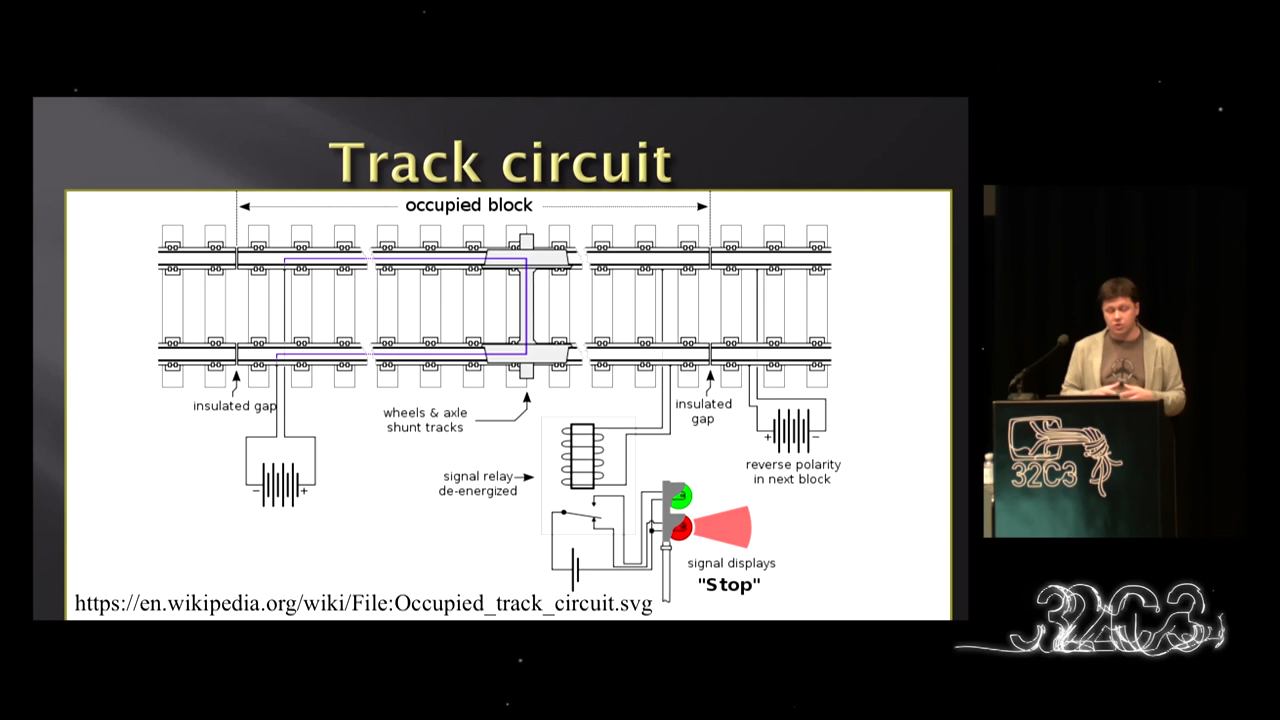 Track circuit
occupied block
insulated gap
wheels & axle
shunt tracks
insulated
gap
+
−
reverse polarity
in next block
signal relay
de-energized
−
+
signal displays
"Stop"
https://en.wikipedia.org/wiki/File:Occupied_track_circuit.svg
32C3
32C3